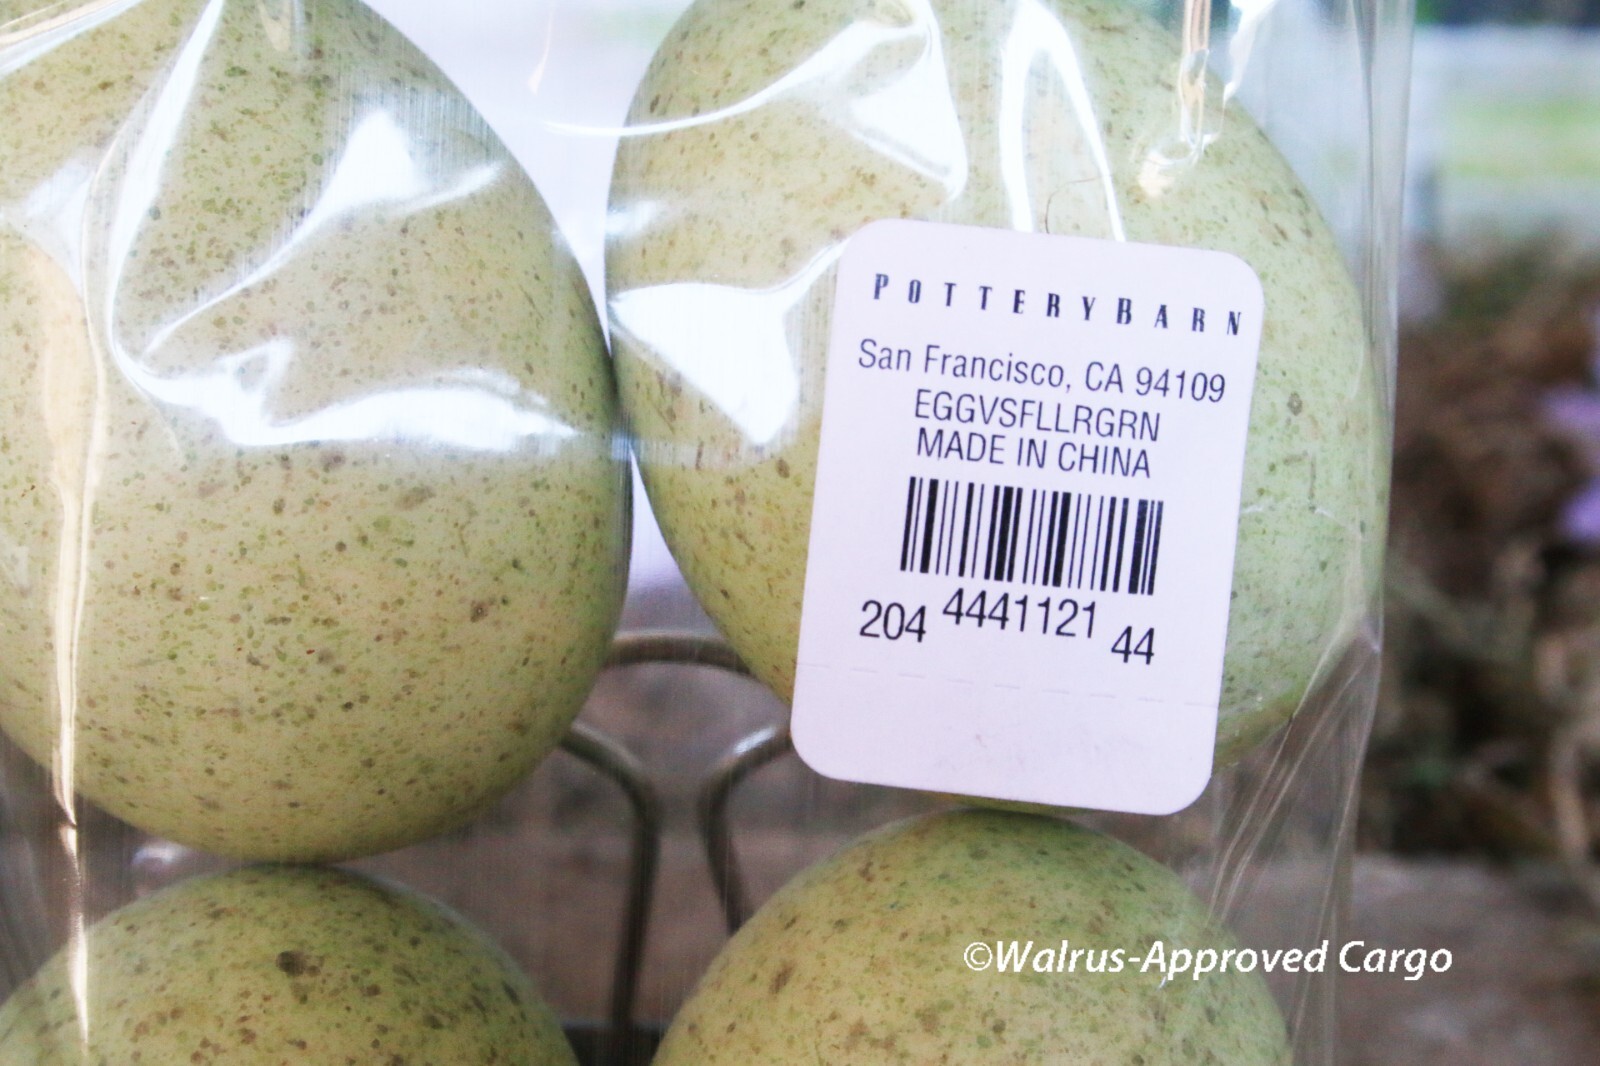 POTTERYBARN
San Francisco, CA 94109
EGGVSFLLRGRN
MADE IN CHINA
204 4441121 44
©Walrus-Approved Cargo